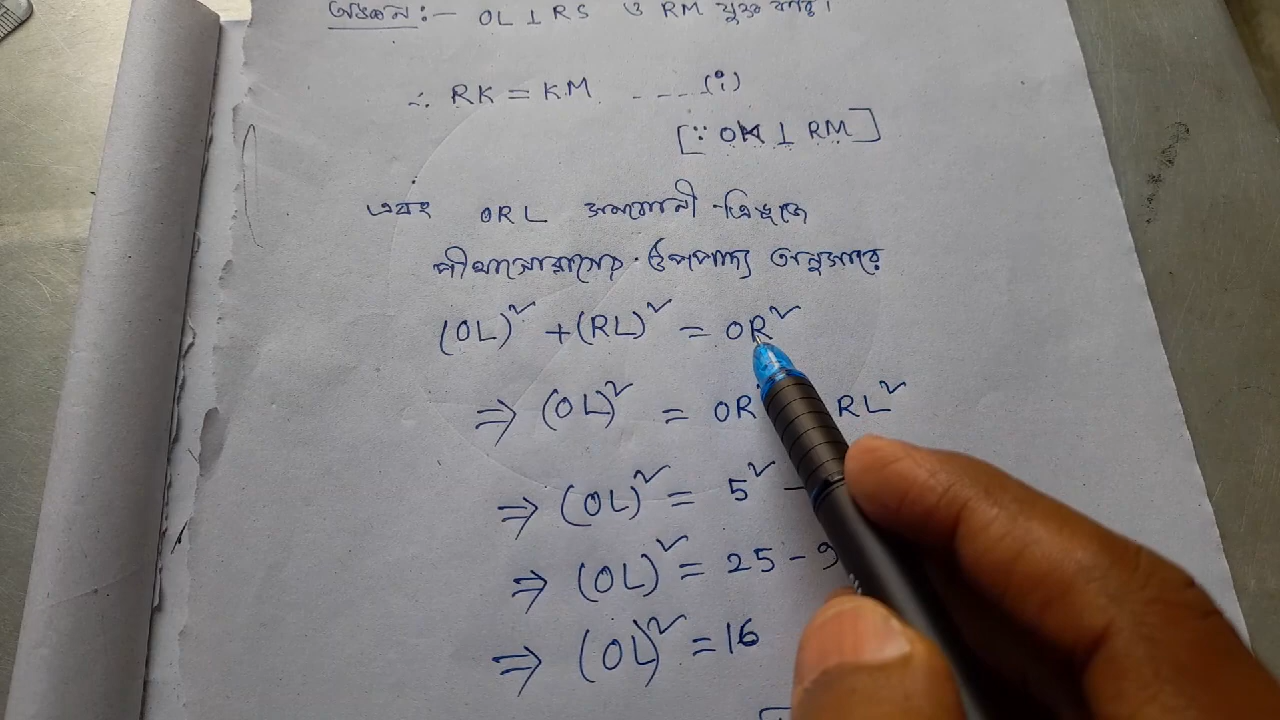 অঙ্কন :- OL ⊥ RS ও RM যুক্ত করি।
∴ RK = KM ----(i)
[∵ OK ⊥ RM]
এবং ORL সমকোনী ত্রিভুজে
পীথাগোরাসের উপপাদ্য অনুসারে
(OL)² + (RL)² = OR²
⇒ (OL)² = OR RL²
⇒ (OL)² = 5² -
⇒ (OL)² = 25 - 9
⇒ (OL)² = 16